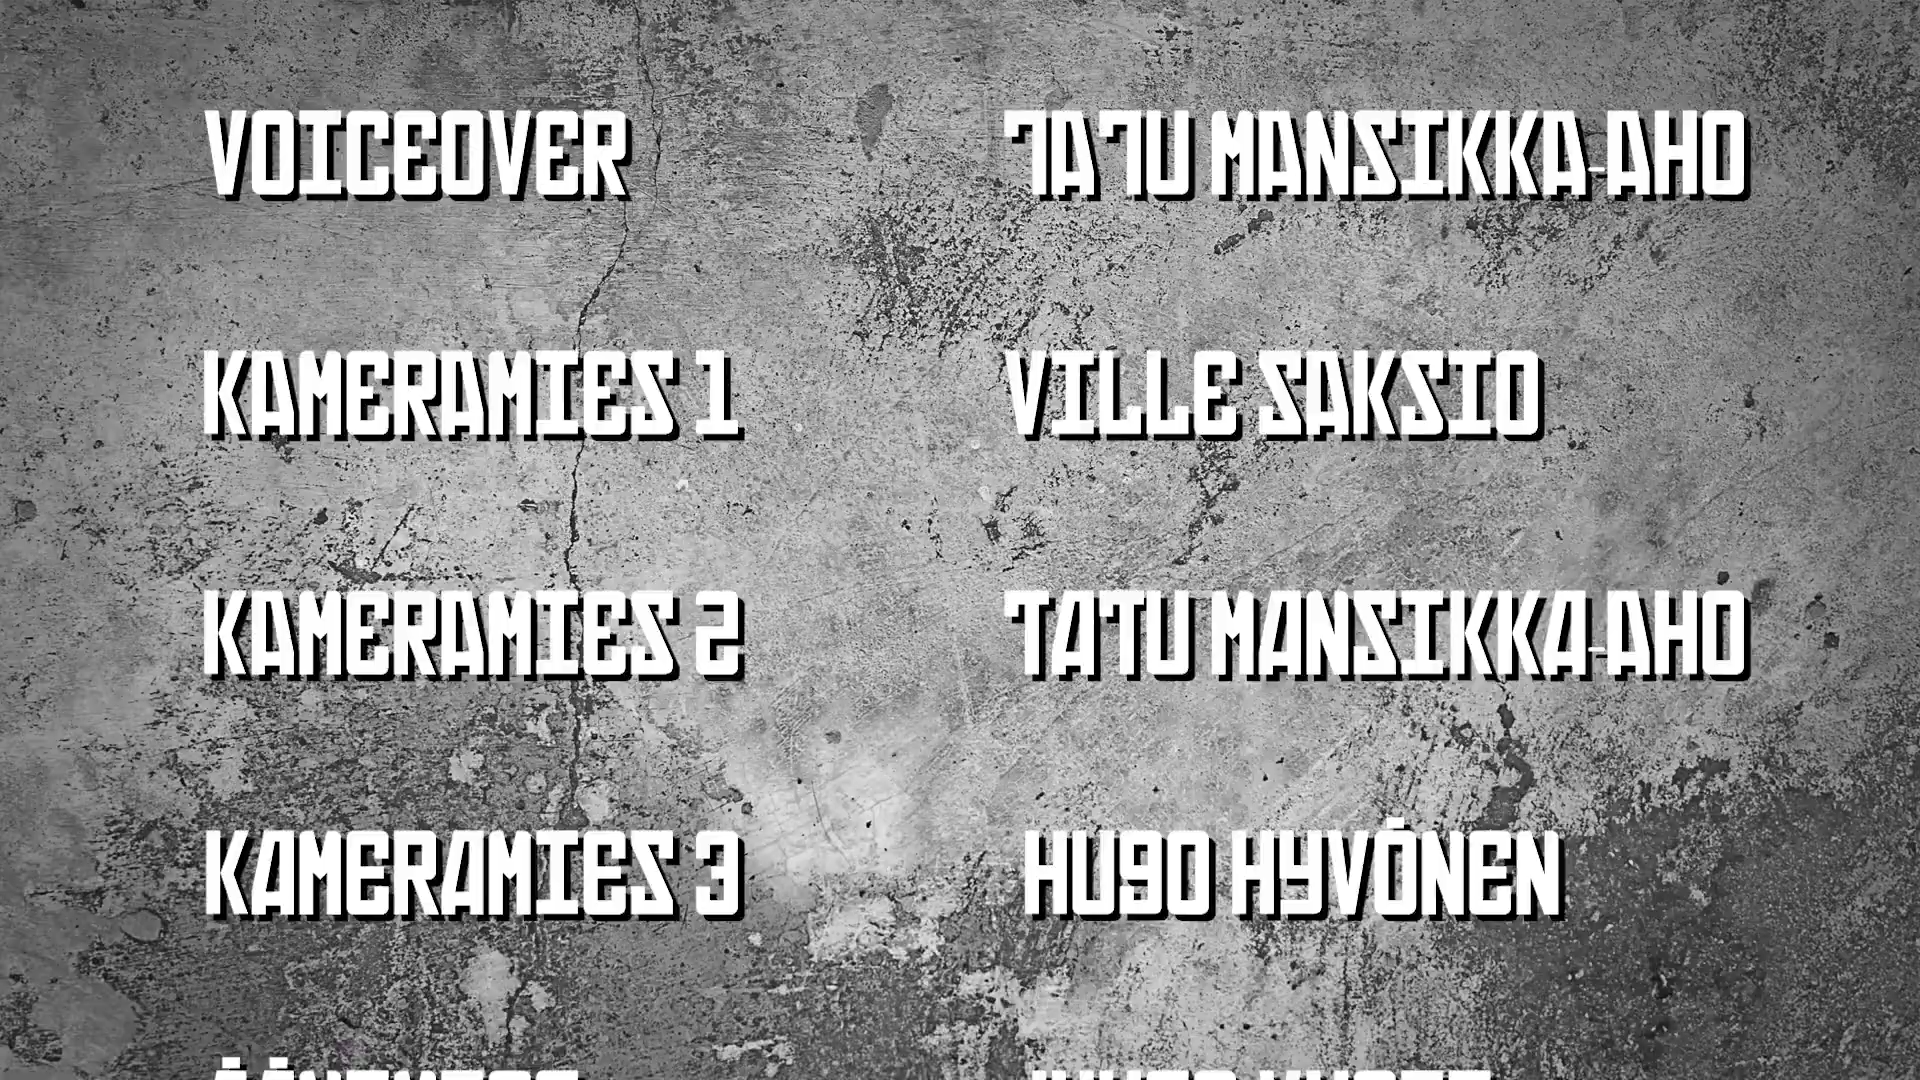 VOICEOVER TATU MANSIKKA-AHO
KAMERAMIES 1 VILLE SAKSIO
KAMERAMIES 2 TATU MANSIKKA-AHO
KAMERAMIES 3 HUGO HYVÖNEN